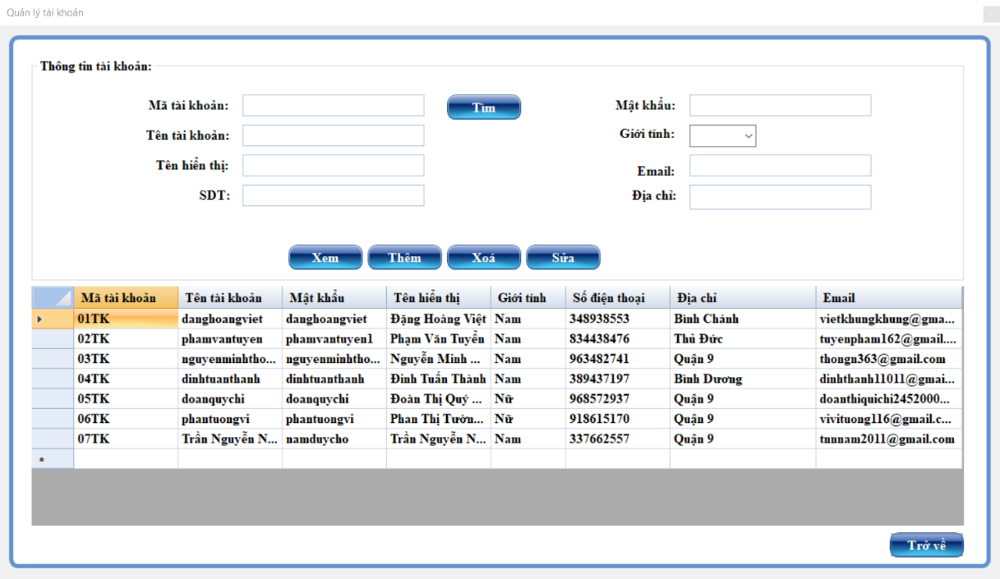 Quản lý tài khoản
Thông tin tài khoản:
Mã tài khoản: Tìm Mật khẩu:
Tên tài khoản: Giới tính:
Tên hiển thị: Email:
SDT: Địa chỉ:
Xem Thêm Xoá Sửa
Mã tài khoản Tên tài khoản Mật khẩu Tên hiển thị Giới tính Số điện thoại Địa chỉ Email
01TK danghoangviet danghoangviet Đặng Hoàng Việt Nam 348938553 Bình Chánh vietkhungkhung@gma...
02TK phamvantuyen phamvantuyen1 Phạm Văn Tuyển Nam 834438476 Thủ Đức tuyenpham162@gmail....
03TK nguyenminhtho... nguyenminhtho... Nguyễn Minh ... Nam 963482741 Quận 9 thongn363@gmail.com
04TK dinhtuanthanh dinhtuanthanh Đinh Tuấn Thành Nam 389437197 Bình Dương dinhthanh11011@gmai...
05TK doanquychi doanquychi Đoàn Thị Quý ... Nữ 968572937 Quận 9 doanthiquichi2452000...
06TK phantuongvi phantuongvi Phan Thị Tườn... Nữ 918615170 Quận 9 vivituong116@gmail.c...
07TK Trần Nguyễn N... namduycho Trần Nguyễn N... Nam 337662557 Quận 9 tnnnam2011@gmail.com
*
Trở về